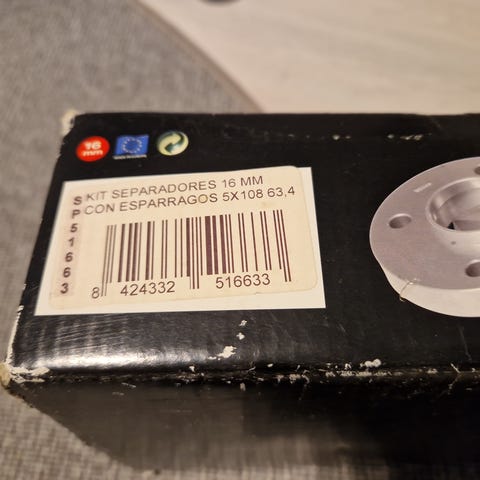 16
mm
SP51663
KIT SEPARADORES 16 MM
CON ESPARRAGOS 5X108 63,4
8 424332 516633